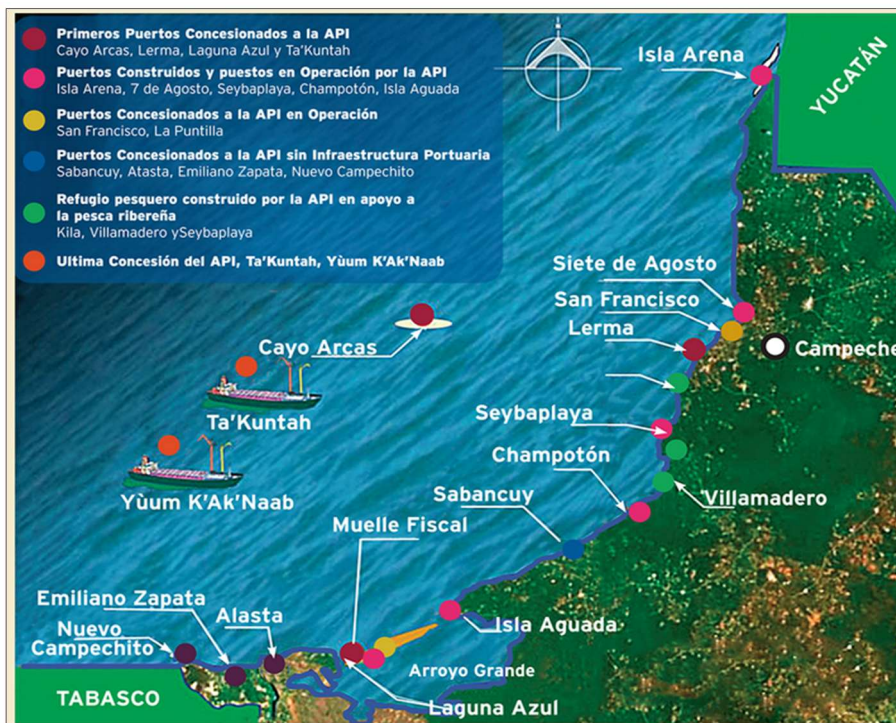 Primeros Puertos Concesionados a la API
Cayo Arcas, Lerma, Laguna Azul y Ta'Kuntah
Puertos Construidos y puestos en Operación por la API
Isla Arena, 7 de Agosto, Seybaplaya, Champotón, Isla Aguada
Puertos Concesionados a la API en Operación
San Francisco, La Puntilla
Puertos Concesionados a la API sin Infraestructura Portuaria
Sabancuy, Atasta, Emiliano Zapata, Nuevo Campechito
Refugio pesquero construido por la API en apoyo a
la pesca ribereña
Kila, Villamadero ySeybaplaya
Ultima Concesión del API, Ta'Kuntah, Yùum K'Ak'Naab
Isla Arena
YUCATÁN
Siete de Agosto
San Francisco
Lerma
Campeche
Cayo Arcas
Ta'Kuntah
Seybaplaya
Champotón
Yùum K'Ak'Naab
Villamadero
Sabancuy
Muelle Fiscal
Emiliano Zapata
Alasta
Nuevo
Campechito
Isla Aguada
Arroyo Grande
Laguna Azul
TABASCO